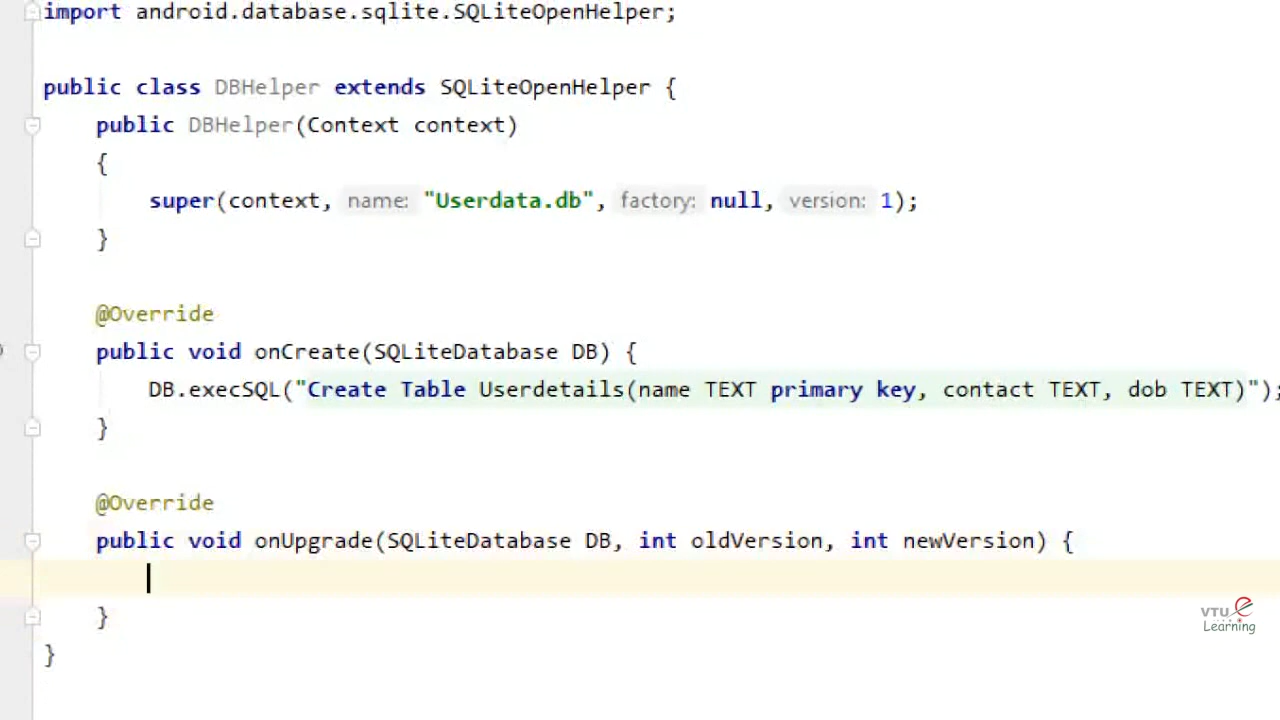 import android.database.sqlite.SQLiteOpenHelper;
public class DBHelper extends SQLiteOpenHelper {
public DBHelper(Context context)
{
super(context, name: "Userdata.db", factory: null, version: 1);
}
@Override
public void onCreate(SQLiteDatabase DB) {
DB.execSQL("Create Table Userdetails(name TEXT primary key, contact TEXT, dob TEXT)");
}
@Override
public void onUpgrade(SQLiteDatabase DB, int oldVersion, int newVersion) {
}
}
VTU e
Learning